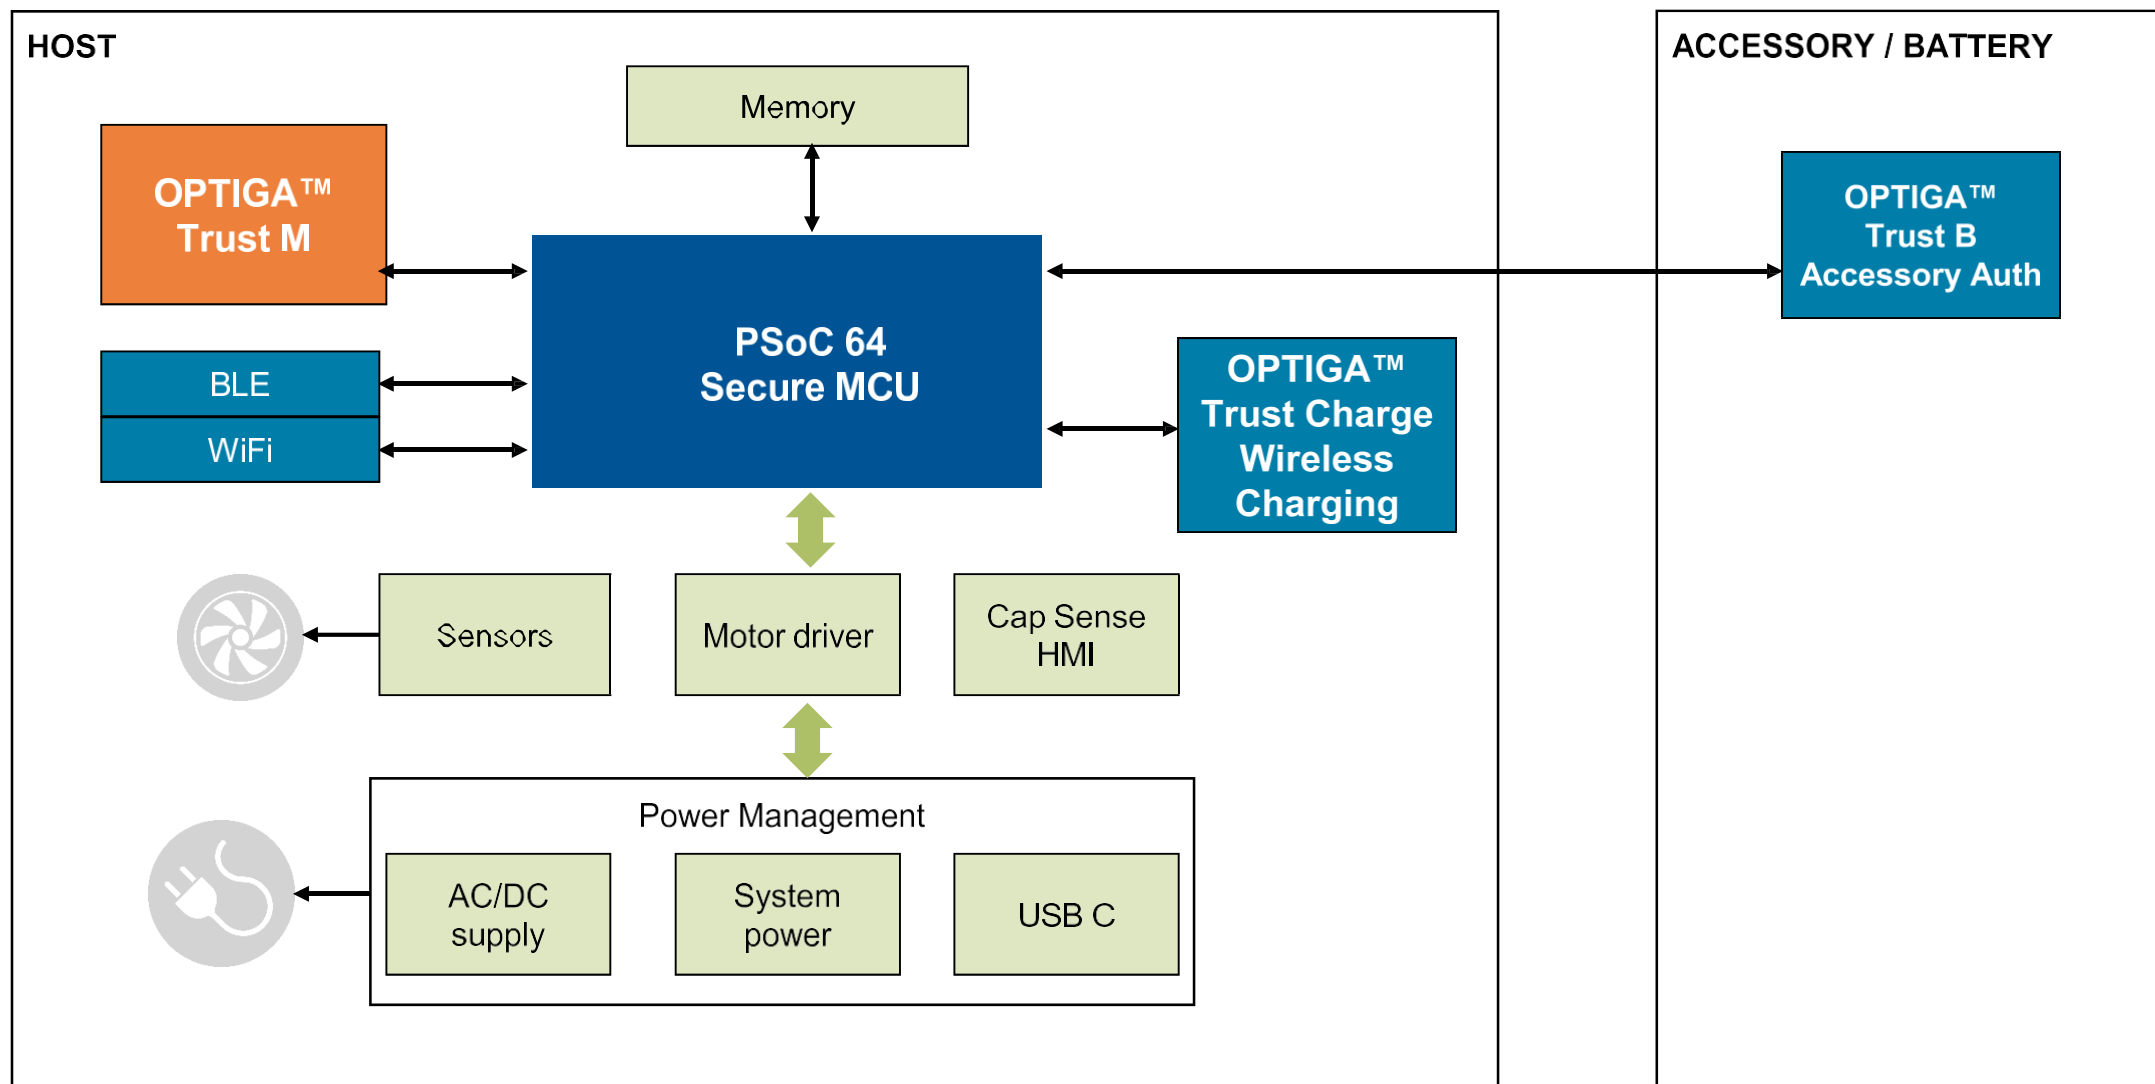 HOST
ACCESSORY / BATTERY
Memory
OPTIGA™
Trust M
OPTIGA™
Trust B
Accessory Auth
PSoC 64
Secure MCU
BLE
WiFi
OPTIGA™
Trust Charge
Wireless
Charging
Sensors
Motor driver
Cap Sense
HMI
Power Management
AC/DC
supply
System
power
USB C